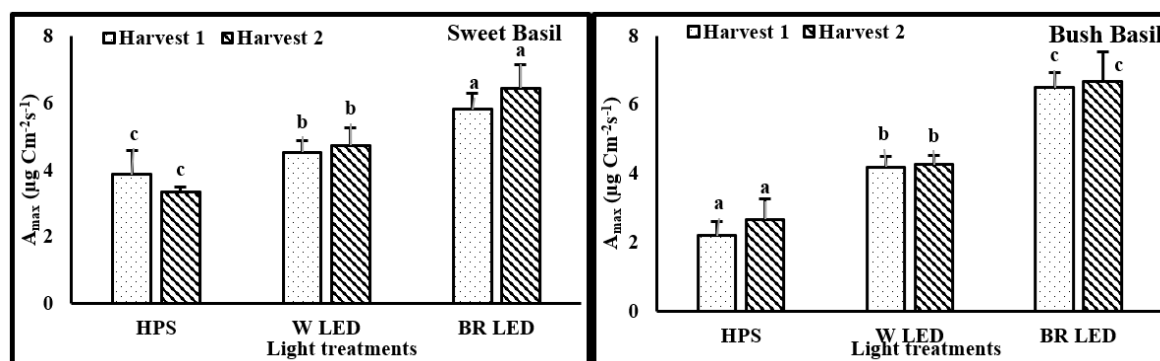 Sweet Basil
Harvest 1 Harvest 2
8
6
4
2
0
A_max (µg Cm⁻²s⁻¹)
c
c
b
b
a
a
HPS W LED BR LED
Light treatments
Bush Basil
Harvest 1 Harvest 2
8
6
4
2
0
A_max (µg Cm⁻²s⁻¹)
a
a
b
b
c
c
HPS W LED BR LED
Light treatments